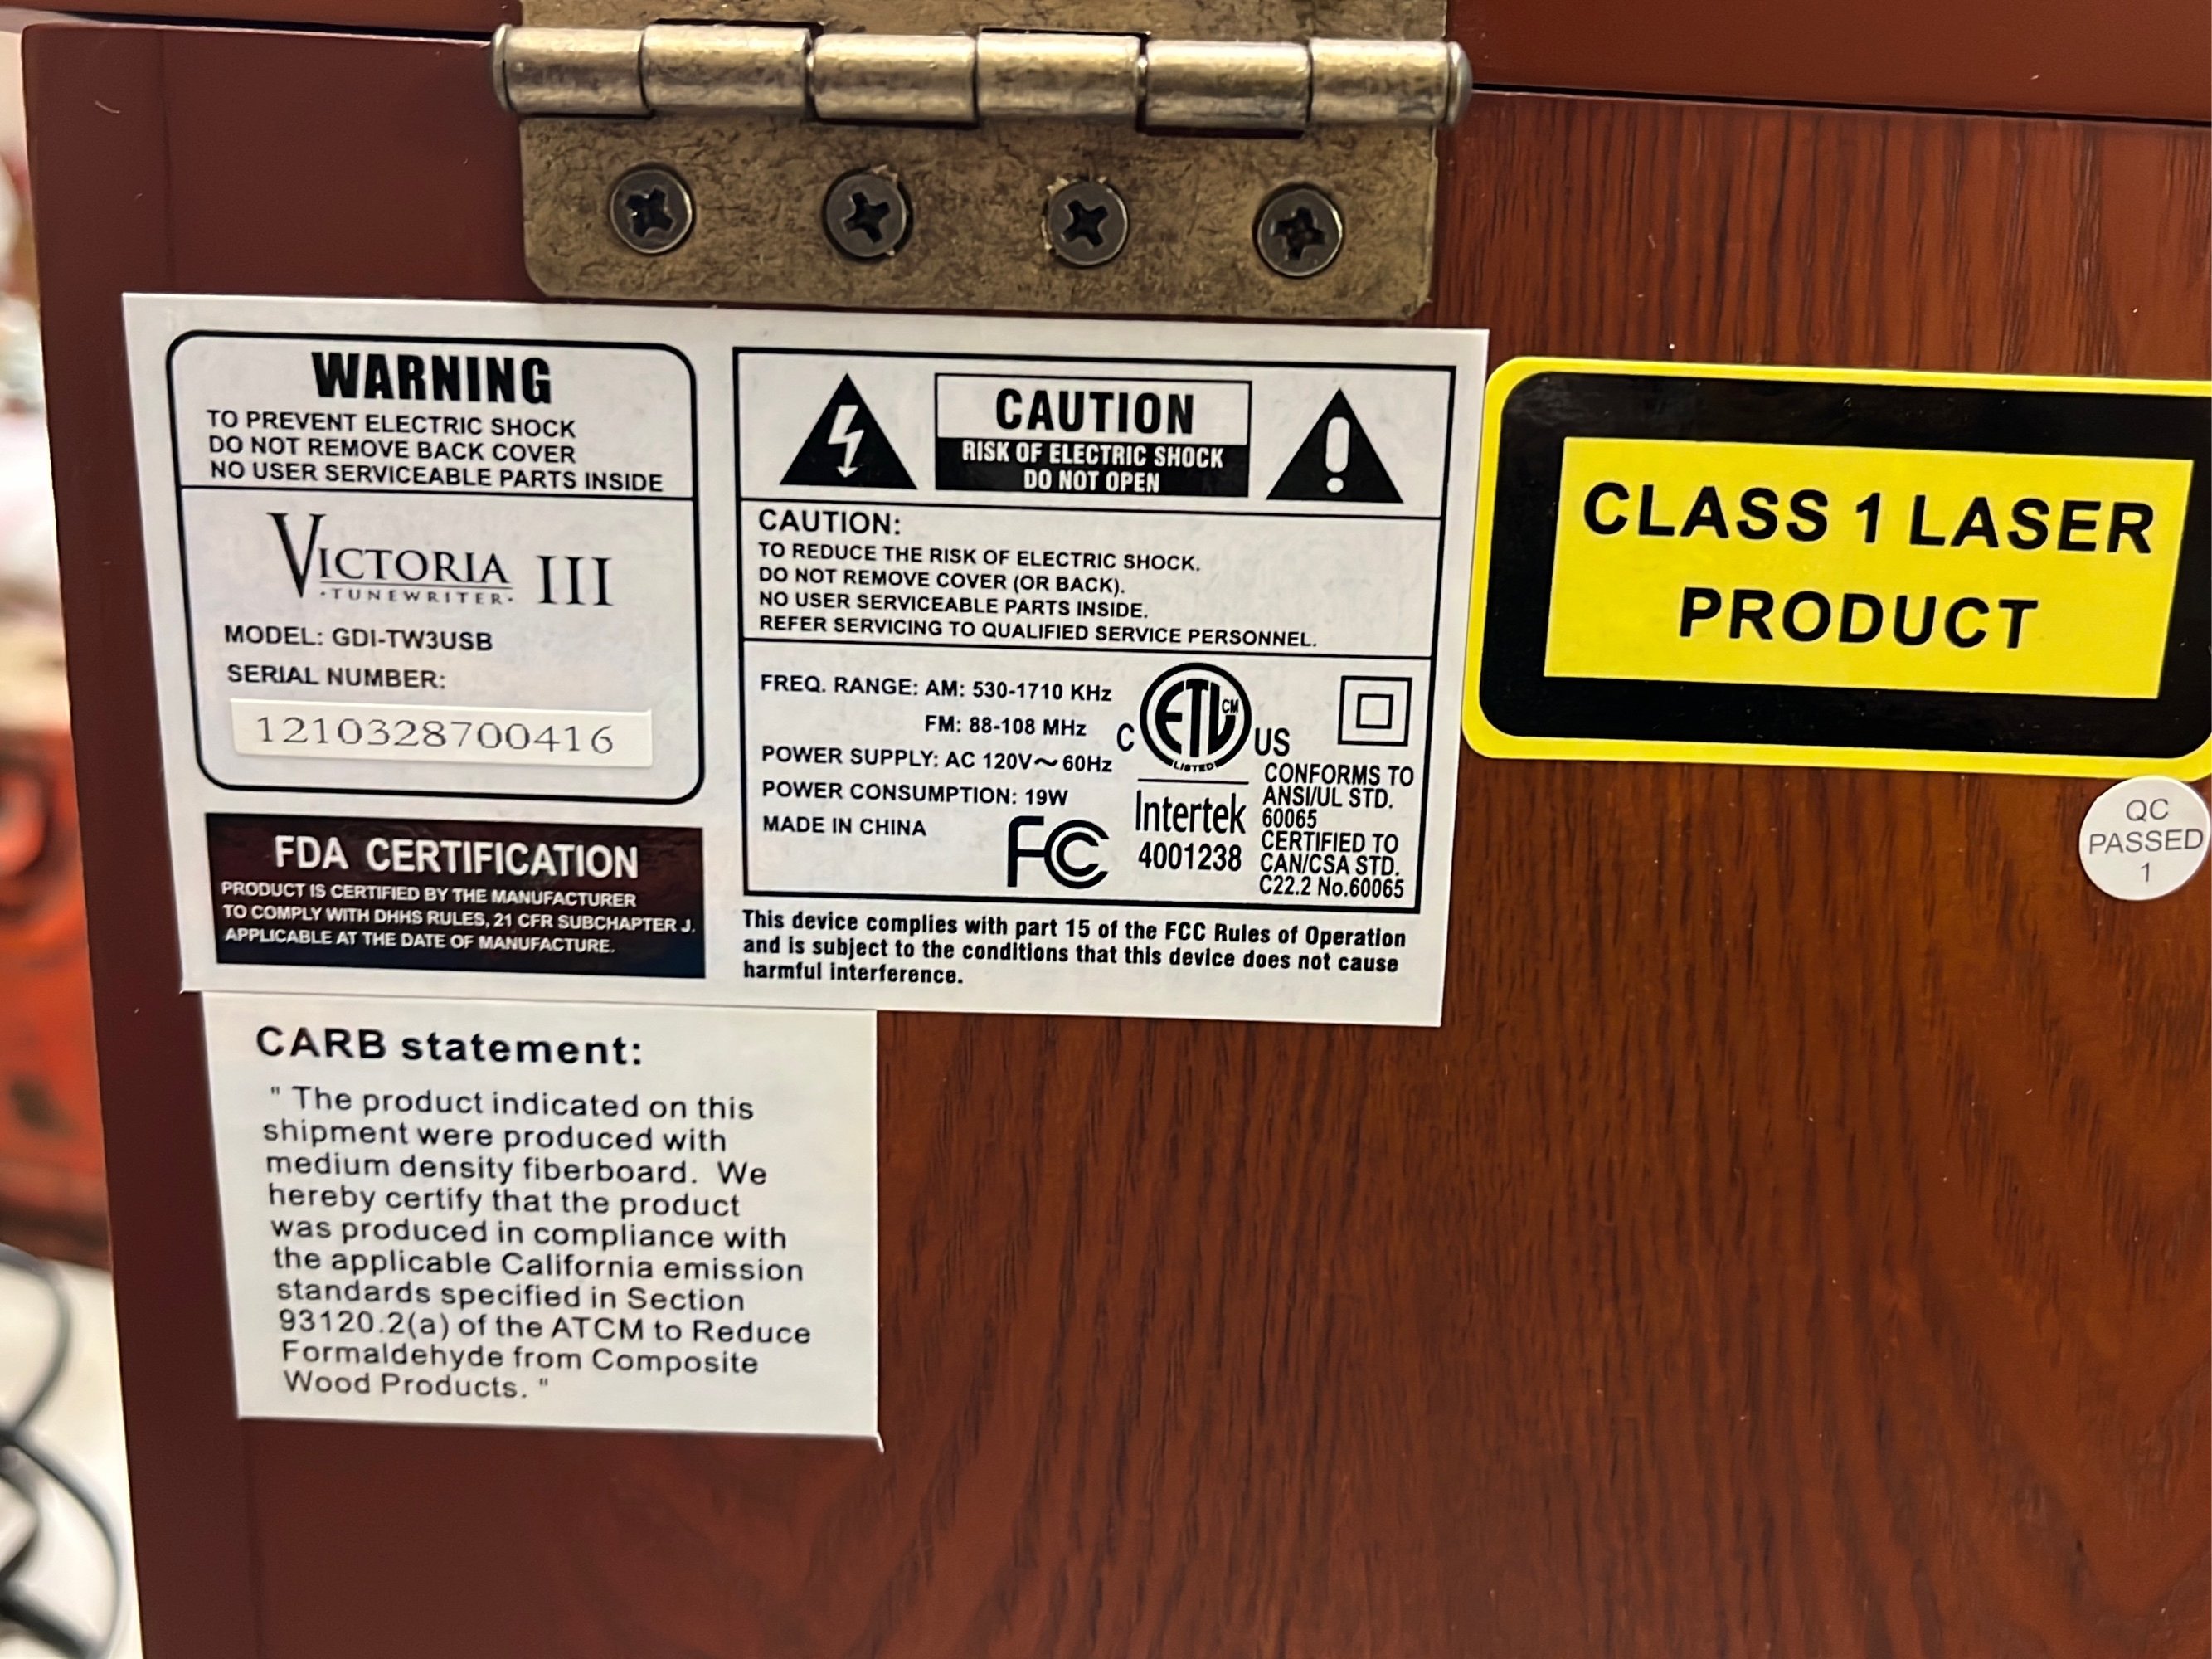 WARNING
TO PREVENT ELECTRIC SHOCK
DO NOT REMOVE BACK COVER
NO USER SERVICEABLE PARTS INSIDE
VICTORIA III
·TUNEWRITER·
MODEL: GDI-TW3USB
SERIAL NUMBER:
1210328700416
FDA CERTIFICATION
PRODUCT IS CERTIFIED BY THE MANUFACTURER
TO COMPLY WITH DHHS RULES, 21 CFR SUBCHAPTER J.
APPLICABLE AT THE DATE OF MANUFACTURE.
CAUTION
RISK OF ELECTRIC SHOCK
DO NOT OPEN
CAUTION:
TO REDUCE THE RISK OF ELECTRIC SHOCK.
DO NOT REMOVE COVER (OR BACK).
NO USER SERVICEABLE PARTS INSIDE.
REFER SERVICING TO QUALIFIED SERVICE PERSONNEL.
FREQ. RANGE: AM: 530-1710 KHz
FM: 88-108 MHz
POWER SUPPLY: AC 120V~60Hz
POWER CONSUMPTION: 19W
MADE IN CHINA
FC
C ETL CM US
LISTED
Intertek
4001238
CONFORMS TO
ANSI/UL STD.
60065
CERTIFIED TO
CAN/CSA STD.
C22.2 No.60065
This device complies with part 15 of the FCC Rules of Operation
and is subject to the conditions that this device does not cause
harmful interference.
CLASS 1 LASER
PRODUCT
QC
PASSED
1
CARB statement:
" The product indicated on this
shipment were produced with
medium density fiberboard. We
hereby certify that the product
was produced in compliance with
the applicable California emission
standards specified in Section
93120.2(a) of the ATCM to Reduce
Formaldehyde from Composite
Wood Products. "